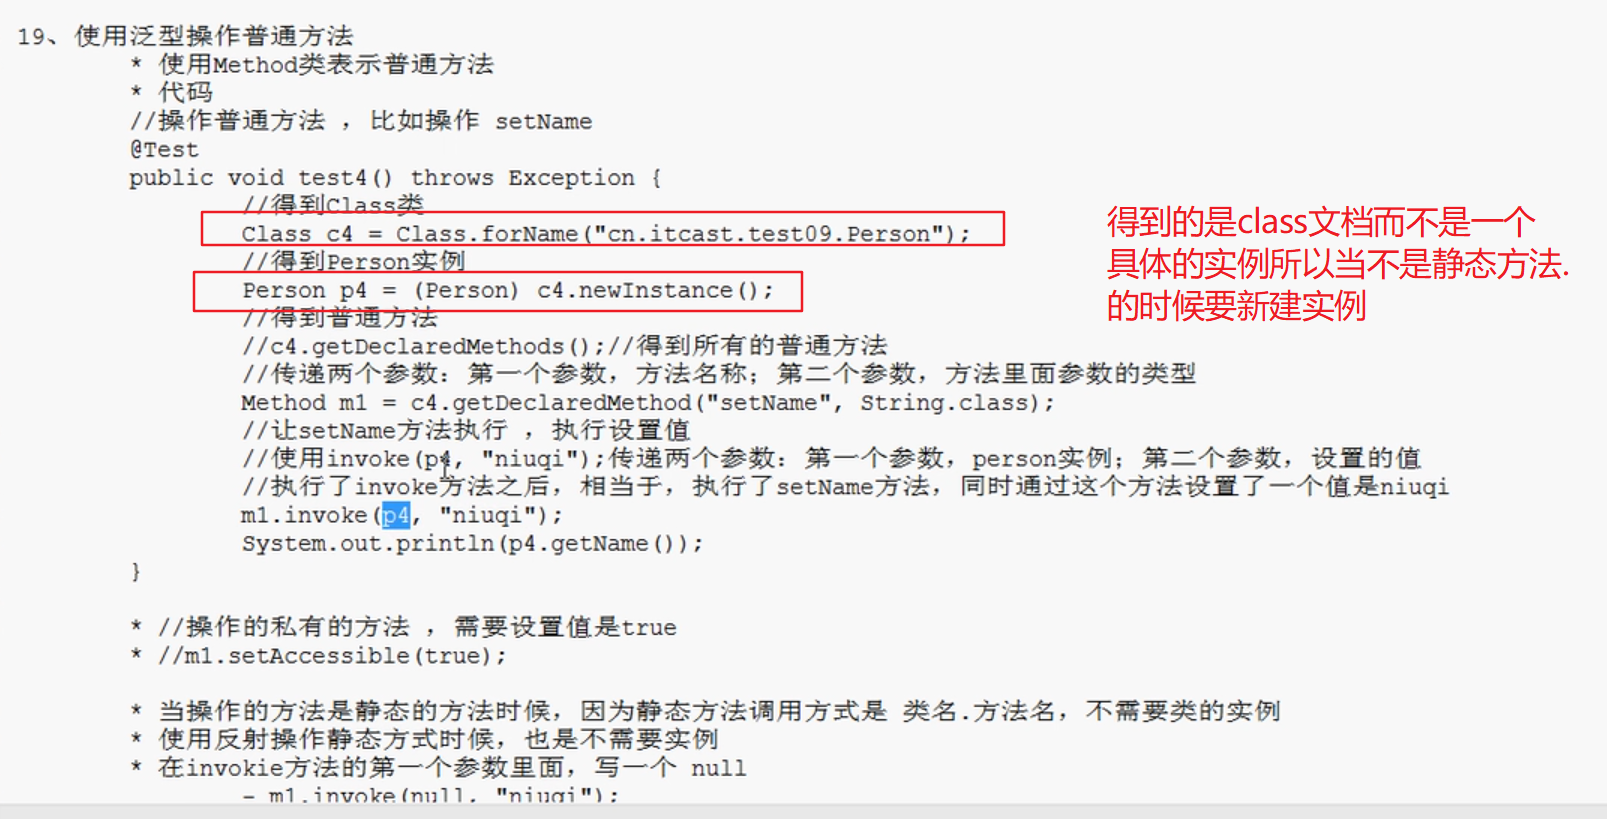 19、使用泛型操作普通方法
* 使用Method类表示普通方法
* 代码
//操作普通方法 ，比如操作 setName
@Test
public void test4() throws Exception {
//得到Class类
Class c4 = Class.forName("cn.itcast.test09.Person");
//得到Person实例
Person p4 = (Person) c4.newInstance();
//得到普通方法
//c4.getDeclaredMethods();//得到所有的普通方法
//传递两个参数：第一个参数，方法名称；第二个参数，方法里面参数的类型
Method m1 = c4.getDeclaredMethod("setName", String.class);
//让setName方法执行 ，执行设置值
//使用invoke(p4, "niuqi");传递两个参数：第一个参数，person实例；第二个参数，设置的值
//执行了invoke方法之后，相当于，执行了setName方法，同时通过这个方法设置了一个值是niuqi
m1.invoke(p4, "niuqi");
System.out.println(p4.getName());
}
* //操作的私有的方法 ，需要设置值是true
* //m1.setAccessible(true);
* 当操作的方法是静态的方法时候，因为静态方法调用方式是 类名.方法名，不需要类的实例
* 使用反射操作静态方式时候，也是不需要实例
* 在invokie方法的第一个参数里面，写一个 null
- m1.invoke(null, "niuqi");
得到的是class文档而不是一个
具体的实例所以当不是静态方法.
的时候要新建实例